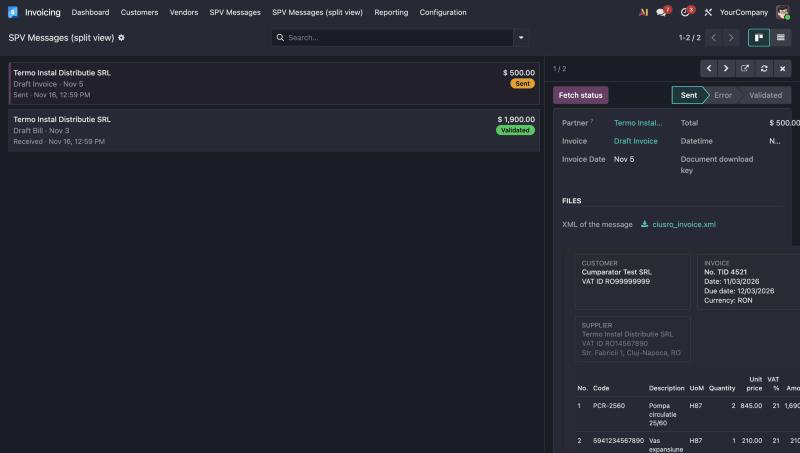 Invoicing Dashboard Customers Vendors SPV Messages SPV Messages (split view) Reporting Configuration
AI 7 3 YourCompany
SPV Messages (split view)
Search...
1-2 / 2
Termo Instal Distributie SRL $ 500.00
Draft Invoice · Nov 5 Sent
Sent · Nov 16, 12:59 PM
Termo Instal Distributie SRL $ 1,900.00
Draft Bill · Nov 3 Validated
Received · Nov 16, 12:59 PM
1 / 2
Fetch status Sent Error Validated
Partner ? Termo Instal... Total $ 500.00
Invoice Draft Invoice Datetime N...
Invoice Date Nov 5 Document download
key
FILES
XML of the message ciusro_invoice.xml
CUSTOMER
Cumparator Test SRL
VAT ID RO99999999
INVOICE
No. TID 4521
Date: 11/03/2026
Due date: 12/03/2026
Currency: RON
SUPPLIER
Termo Instal Distributie SRL
VAT ID RO14567890
Str. Fabricii 1, Cluj-Napoca, RO
No. Code Description UoM Quantity Unit price VAT % Amo
1 PCR-2560 Pompa circulatie 25/60 H87 2 845.00 21 1,690
2 5941234567890 Vas expansiune H87 1 210.00 21 210